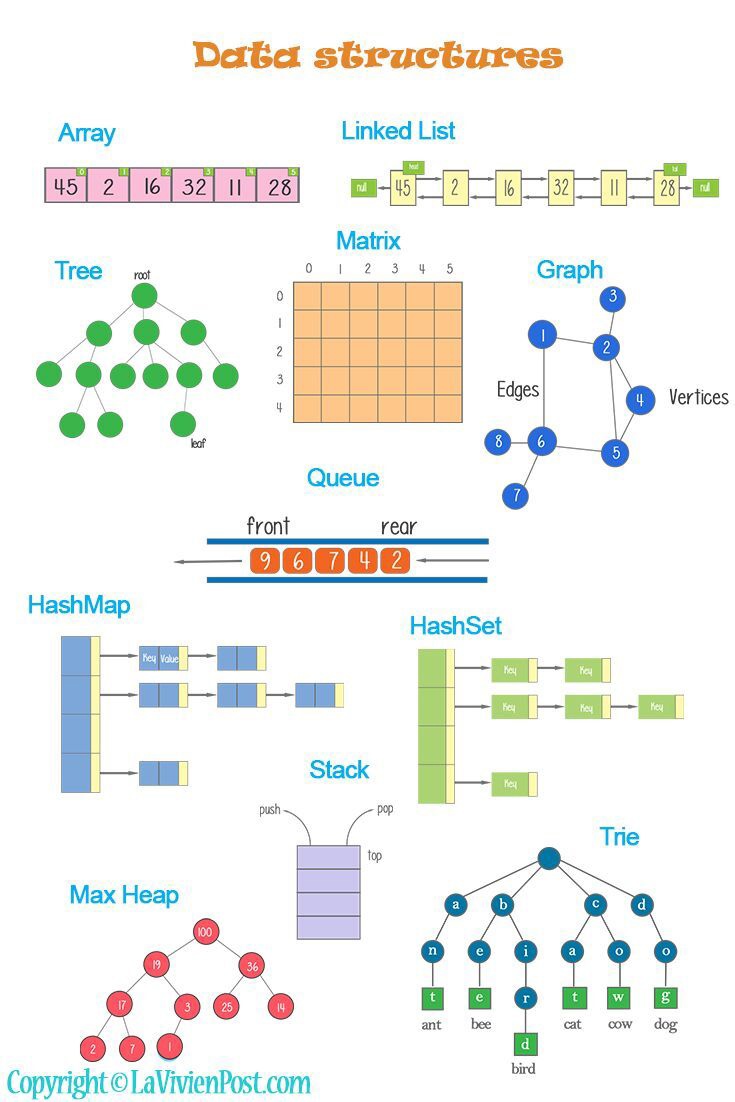 Data structures
Array
45 2 16 32 11 28
0 1 2 3 4 5
Linked List
head
tail
null 45 2 16 32 11 28 null
Tree
root
leaf
Matrix
0 1 2 3 4 5
0
1
2
3
4
Graph
3
1
2
Edges
4 Vertices
8 6 5
7
Queue
front rear
9 6 7 4 2
HashMap
Key Value
HashSet
Key Key
Key Key Key
Key
Stack
push pop
top
Max Heap
100
19 36
17 3 25 14
2 7 1
Trie
a b c d
n e i a o o
t e r t w g
ant bee cat cow dog
d
bird
Copyright © LaVivienPost.com